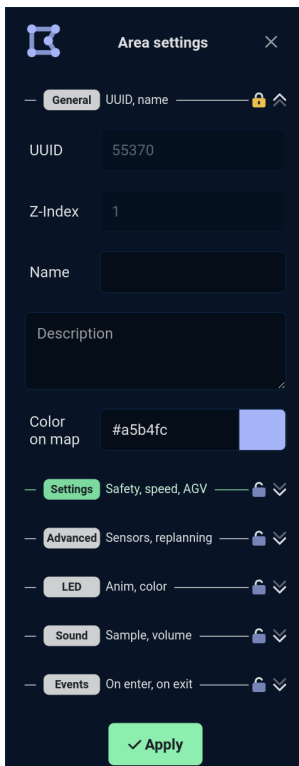 Area settings
General UUID, name
UUID 55370
Z-Index 1
Name
Description
Color
on map
#a5b4fc
Settings Safety, speed, AGV
Advanced Sensors, replanning
LED Anim, color
Sound Sample, volume
Events On enter, on exit
Apply